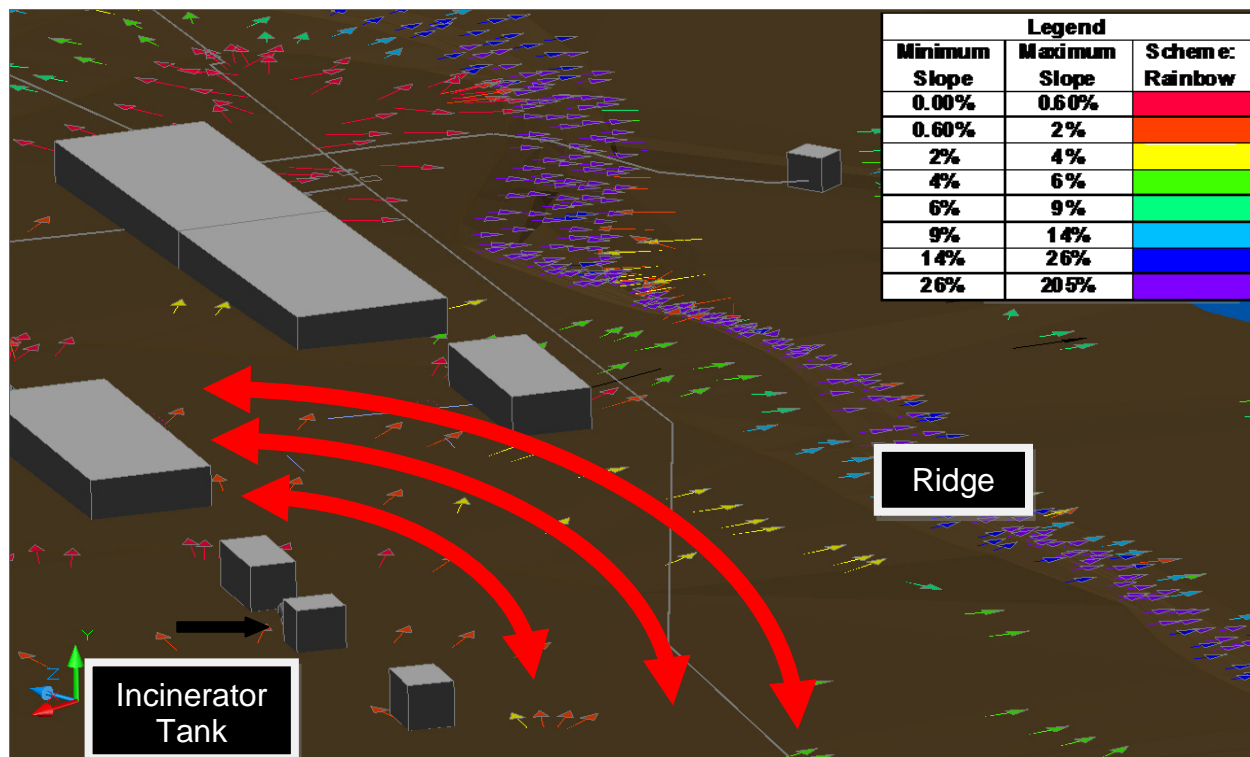 Legend
Minimum Slope Maximum Slope Scheme: Rainbow
0.00% 0.60%
0.60% 2%
2% 4%
4% 6%
6% 9%
9% 14%
14% 26%
26% 205%
Ridge
Y
Z
Incinerator
Tank